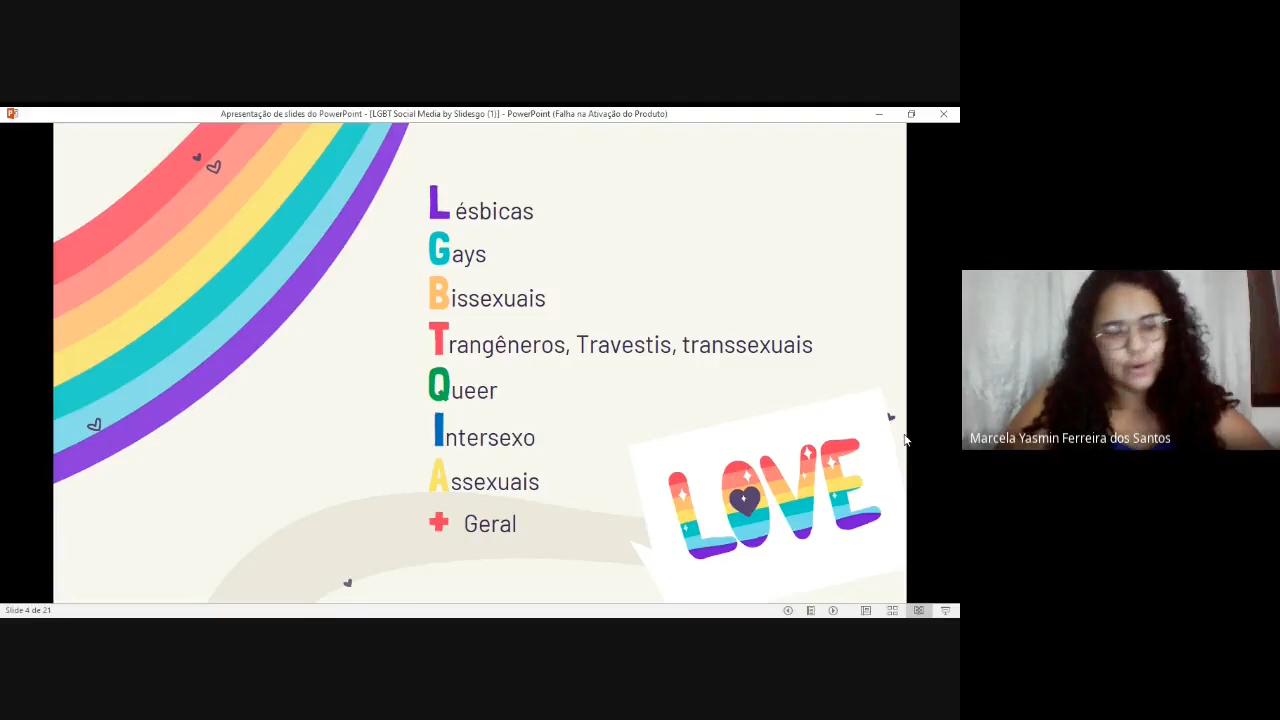 Apresentação de slides do PowerPoint - [LGBT Social Media by Slidesgo (1)] - PowerPoint (Falha na Ativação do Produto)
Lésbicas
Gays
Bissexuais
Trangêneros, Travestis, transsexuais
Queer
Intersexo
Assexuais
+ Geral
LOVE
Marcela Yasmin Ferreira dos Santos
Slide 4 de 21